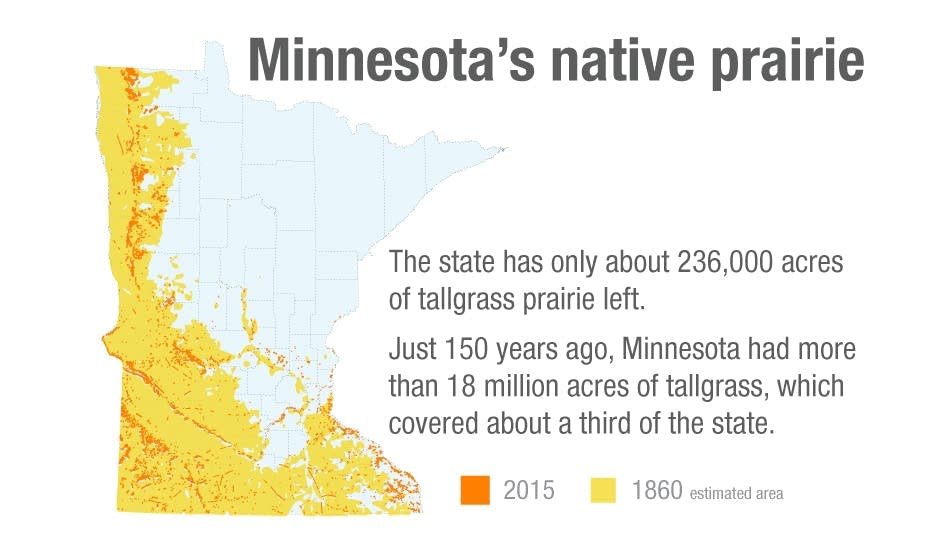 Minnesota's native prairie
The state has only about 236,000 acres
of tallgrass prairie left.
Just 150 years ago, Minnesota had more
than 18 million acres of tallgrass, which
covered about a third of the state.
2015 1860 estimated area